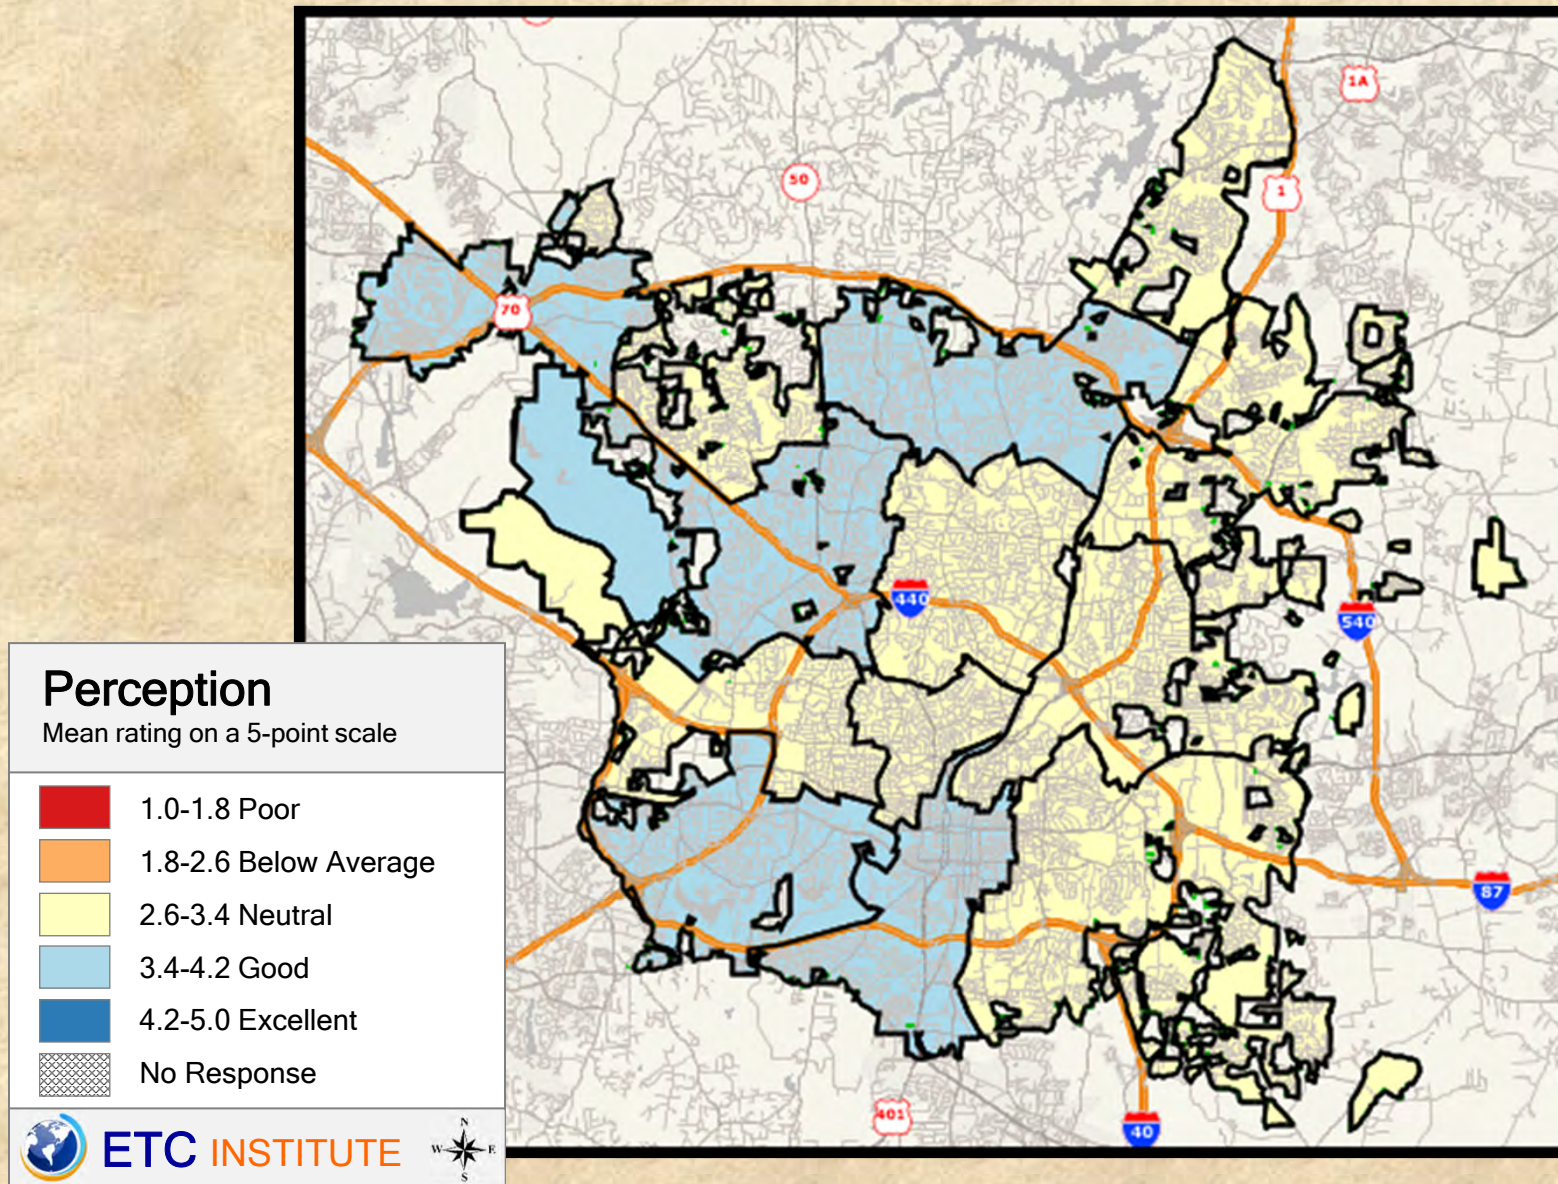 1A
50
1
70
440
540
87
401
40
Perception
Mean rating on a 5-point scale
1.0-1.8 Poor
1.8-2.6 Below Average
2.6-3.4 Neutral
3.4-4.2 Good
4.2-5.0 Excellent
No Response
ETC INSTITUTE
N
W E
S